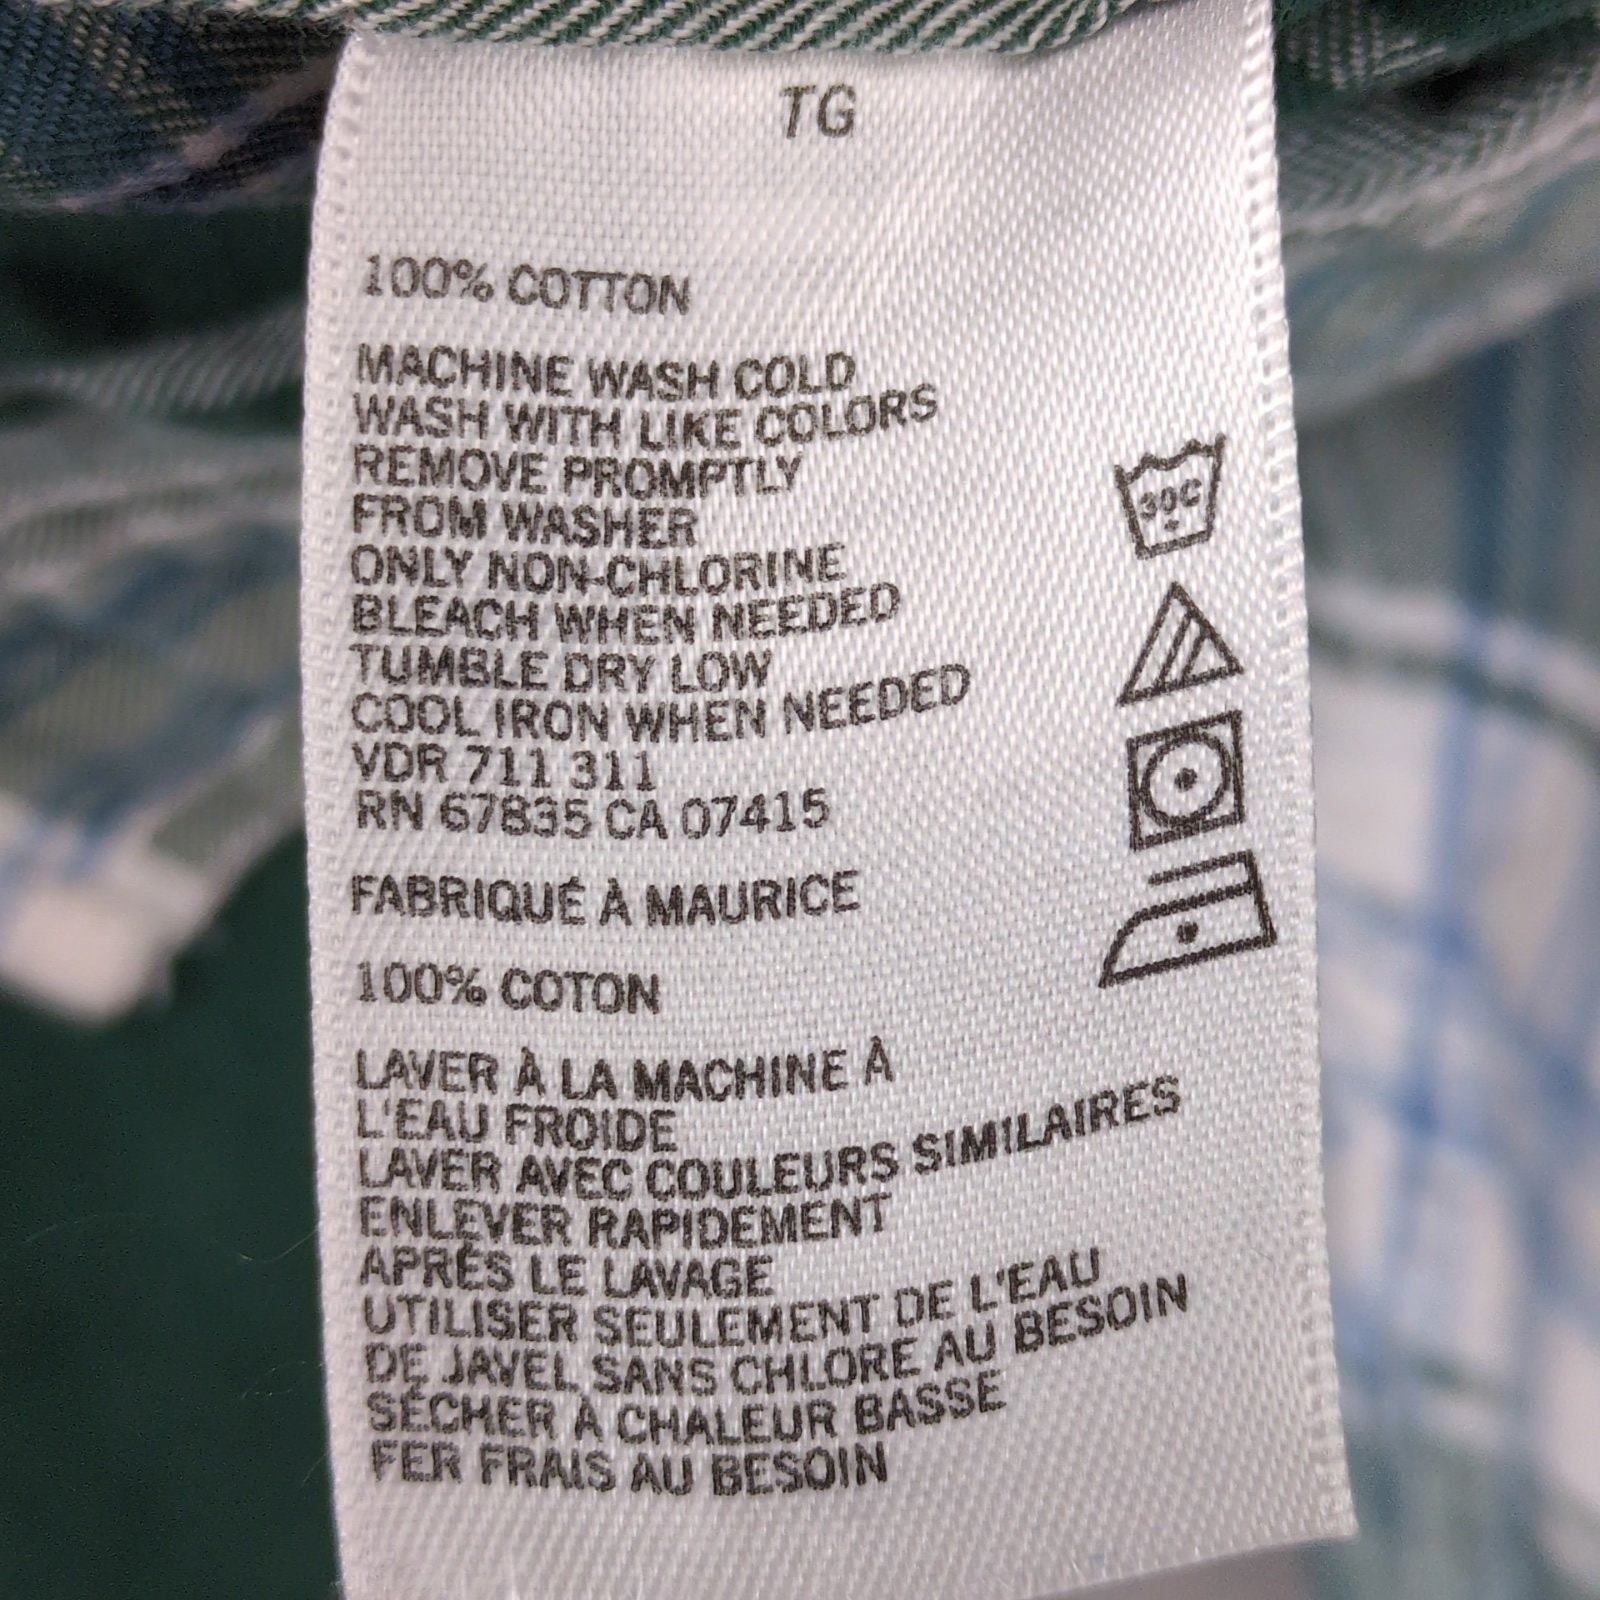 TG
100% COTTON
MACHINE WASH COLD
WASH WITH LIKE COLORS
REMOVE PROMPTLY
FROM WASHER
ONLY NON-CHLORINE
BLEACH WHEN NEEDED
TUMBLE DRY LOW
COOL IRON WHEN NEEDED
VDR 711 311
RN 67835 CA 07415
30C
FABRIQUÉ À MAURICE
100% COTON
LAVER À LA MACHINE À
L'EAU FROIDE
LAVER AVEC COULEURS SIMILAIRES
ENLEVER RAPIDEMENT
APRÈS LE LAVAGE
UTILISER SEULEMENT DE L'EAU
DE JAVEL SANS CHLORE AU BESOIN
SÉCHER À CHALEUR BASSE
FER FRAIS AU BESOIN